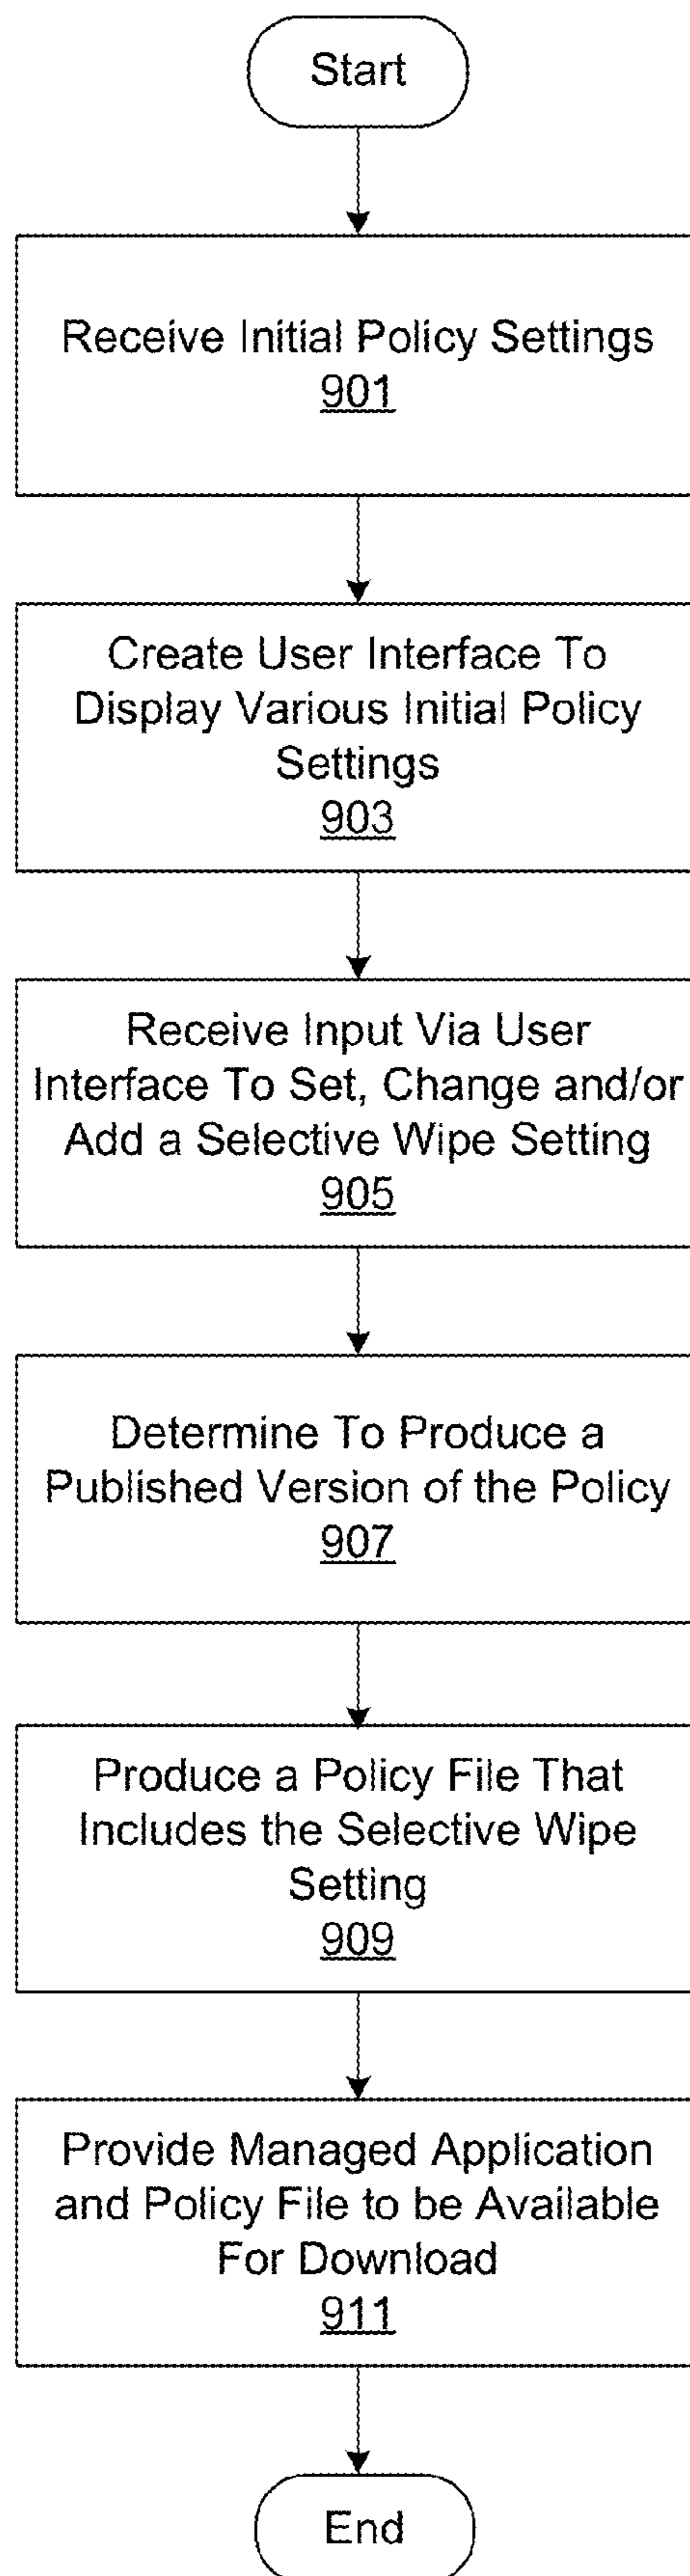 Start
Receive Initial Policy Settings
901
Create User Interface To
Display Various Initial Policy
Settings
903
Receive Input Via User
Interface To Set, Change and/or
Add a Selective Wipe Setting
905
Determine To Produce a
Published Version of the Policy
907
Produce a Policy File That
Includes the Selective Wipe
Setting
909
Provide Managed Application
and Policy File to be Available
For Download
911
End